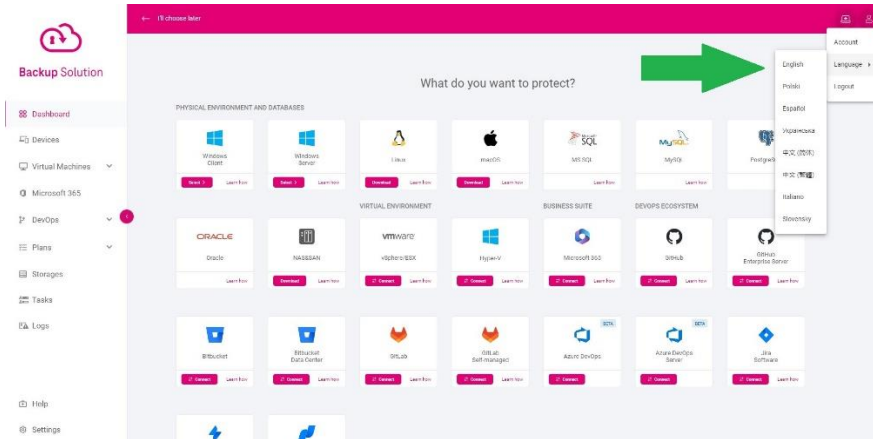 ← I'll choose later
Backup Solution
Dashboard
Devices
Virtual Machines
Microsoft 365
DevOps
Plans
Storages
Tasks
Logs
Help
Settings
Account
Language
Logout
English
Polski
Español
Українська
中文 (简体)
中文 (繁體)
Italiano
Slovensky
What do you want to protect?
PHYSICAL ENVIRONMENT AND DATABASES
Windows
Client
Select Learn how
Windows
Server
Select Learn how
Linux
Download Learn how
macOS
Download Learn how
Microsoft
SQL
MS SQL
Learn how
MySQL
MySQL
Learn how
VIRTUAL ENVIRONMENT
BUSINESS SUITE
DEVOPS ECOSYSTEM
ORACLE
Oracle
Learn how
NAS&SAN
Download Learn how
vmware
vSphere/ESX
Connect Learn how
Hyper-V
Connect Learn how
Microsoft 365
Connect Learn how
GitHub
Connect Learn how
GitHub
Enterprise Server
Connect Learn how
Bitbucket
Connect Learn how
Bitbucket
Data Center
Connect Learn how
GitLab
Connect Learn how
GitLab
Self-managed
Connect Learn how
BETA
Azure DevOps
Connect
BETA
Azure DevOps
Server
Connect
Jira
Software
Connect Learn how